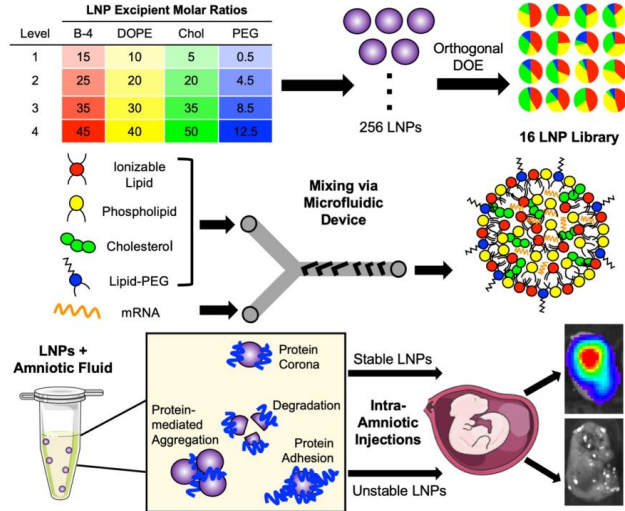 LNP Excipient Molar Ratios
Level B-4 DOPE Chol PEG
1 15 10 5 0.5
2 25 20 20 4.5
3 35 30 35 8.5
4 45 40 50 12.5
256 LNPs
Orthogonal
DOE
16 LNP Library
Ionizable
Lipid
Phospholipid
Cholesterol
Lipid-PEG
mRNA
Mixing via
Microfluidic
Device
LNPs +
Amniotic Fluid
Protein
Corona
Degradation
Protein-
mediated
Aggregation
Protein
Adhesion
Stable LNPs
Unstable LNPs
Intra-
Amniotic
Injections